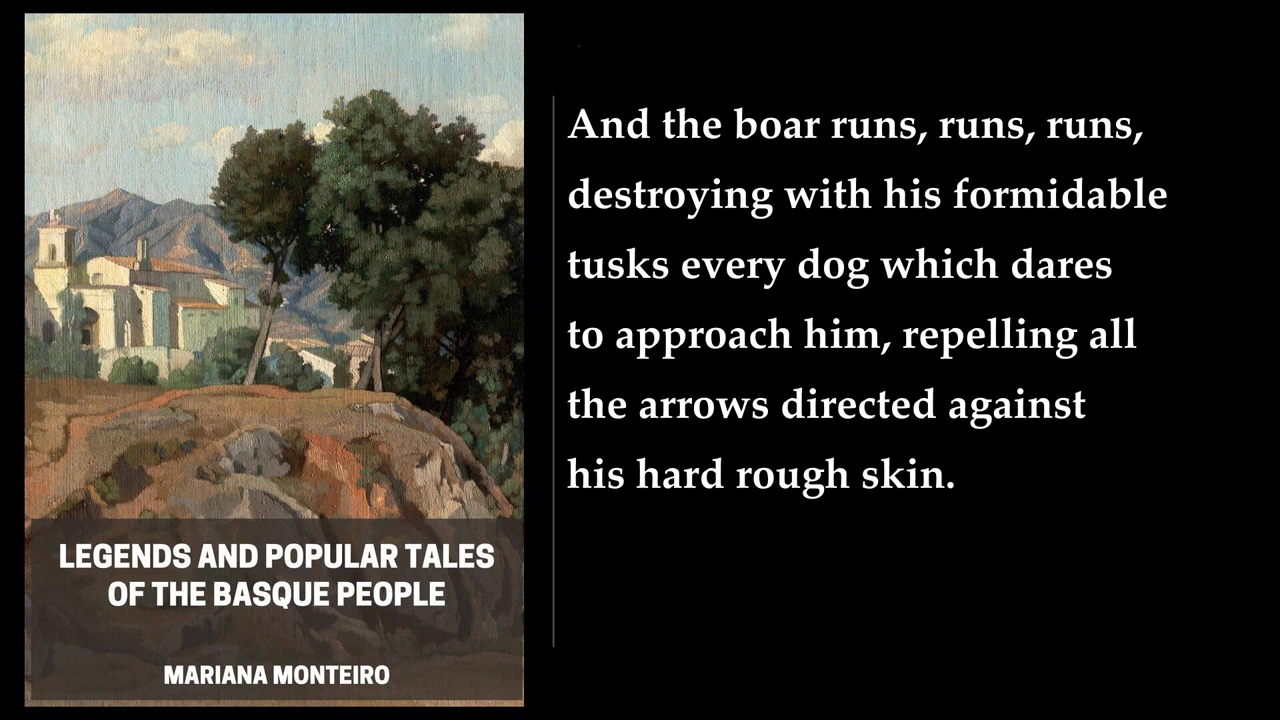 And the boar runs, runs, runs,
destroying with his formidable
tusks every dog which dares
to approach him, repelling all
the arrows directed against
his hard rough skin.
LEGENDS AND POPULAR TALES
OF THE BASQUE PEOPLE
MARIANA MONTEIRO